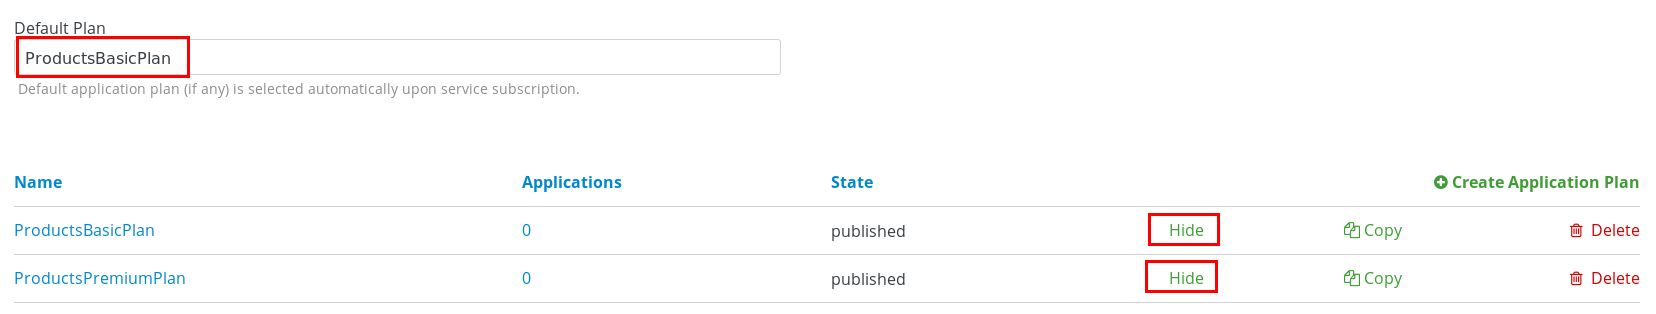 Default Plan
ProductsBasicPlan
Default application plan (if any) is selected automatically upon service subscription.
Name Applications State Create Application Plan
ProductsBasicPlan 0 published Hide Copy Delete
ProductsPremiumPlan 0 published Hide Copy Delete